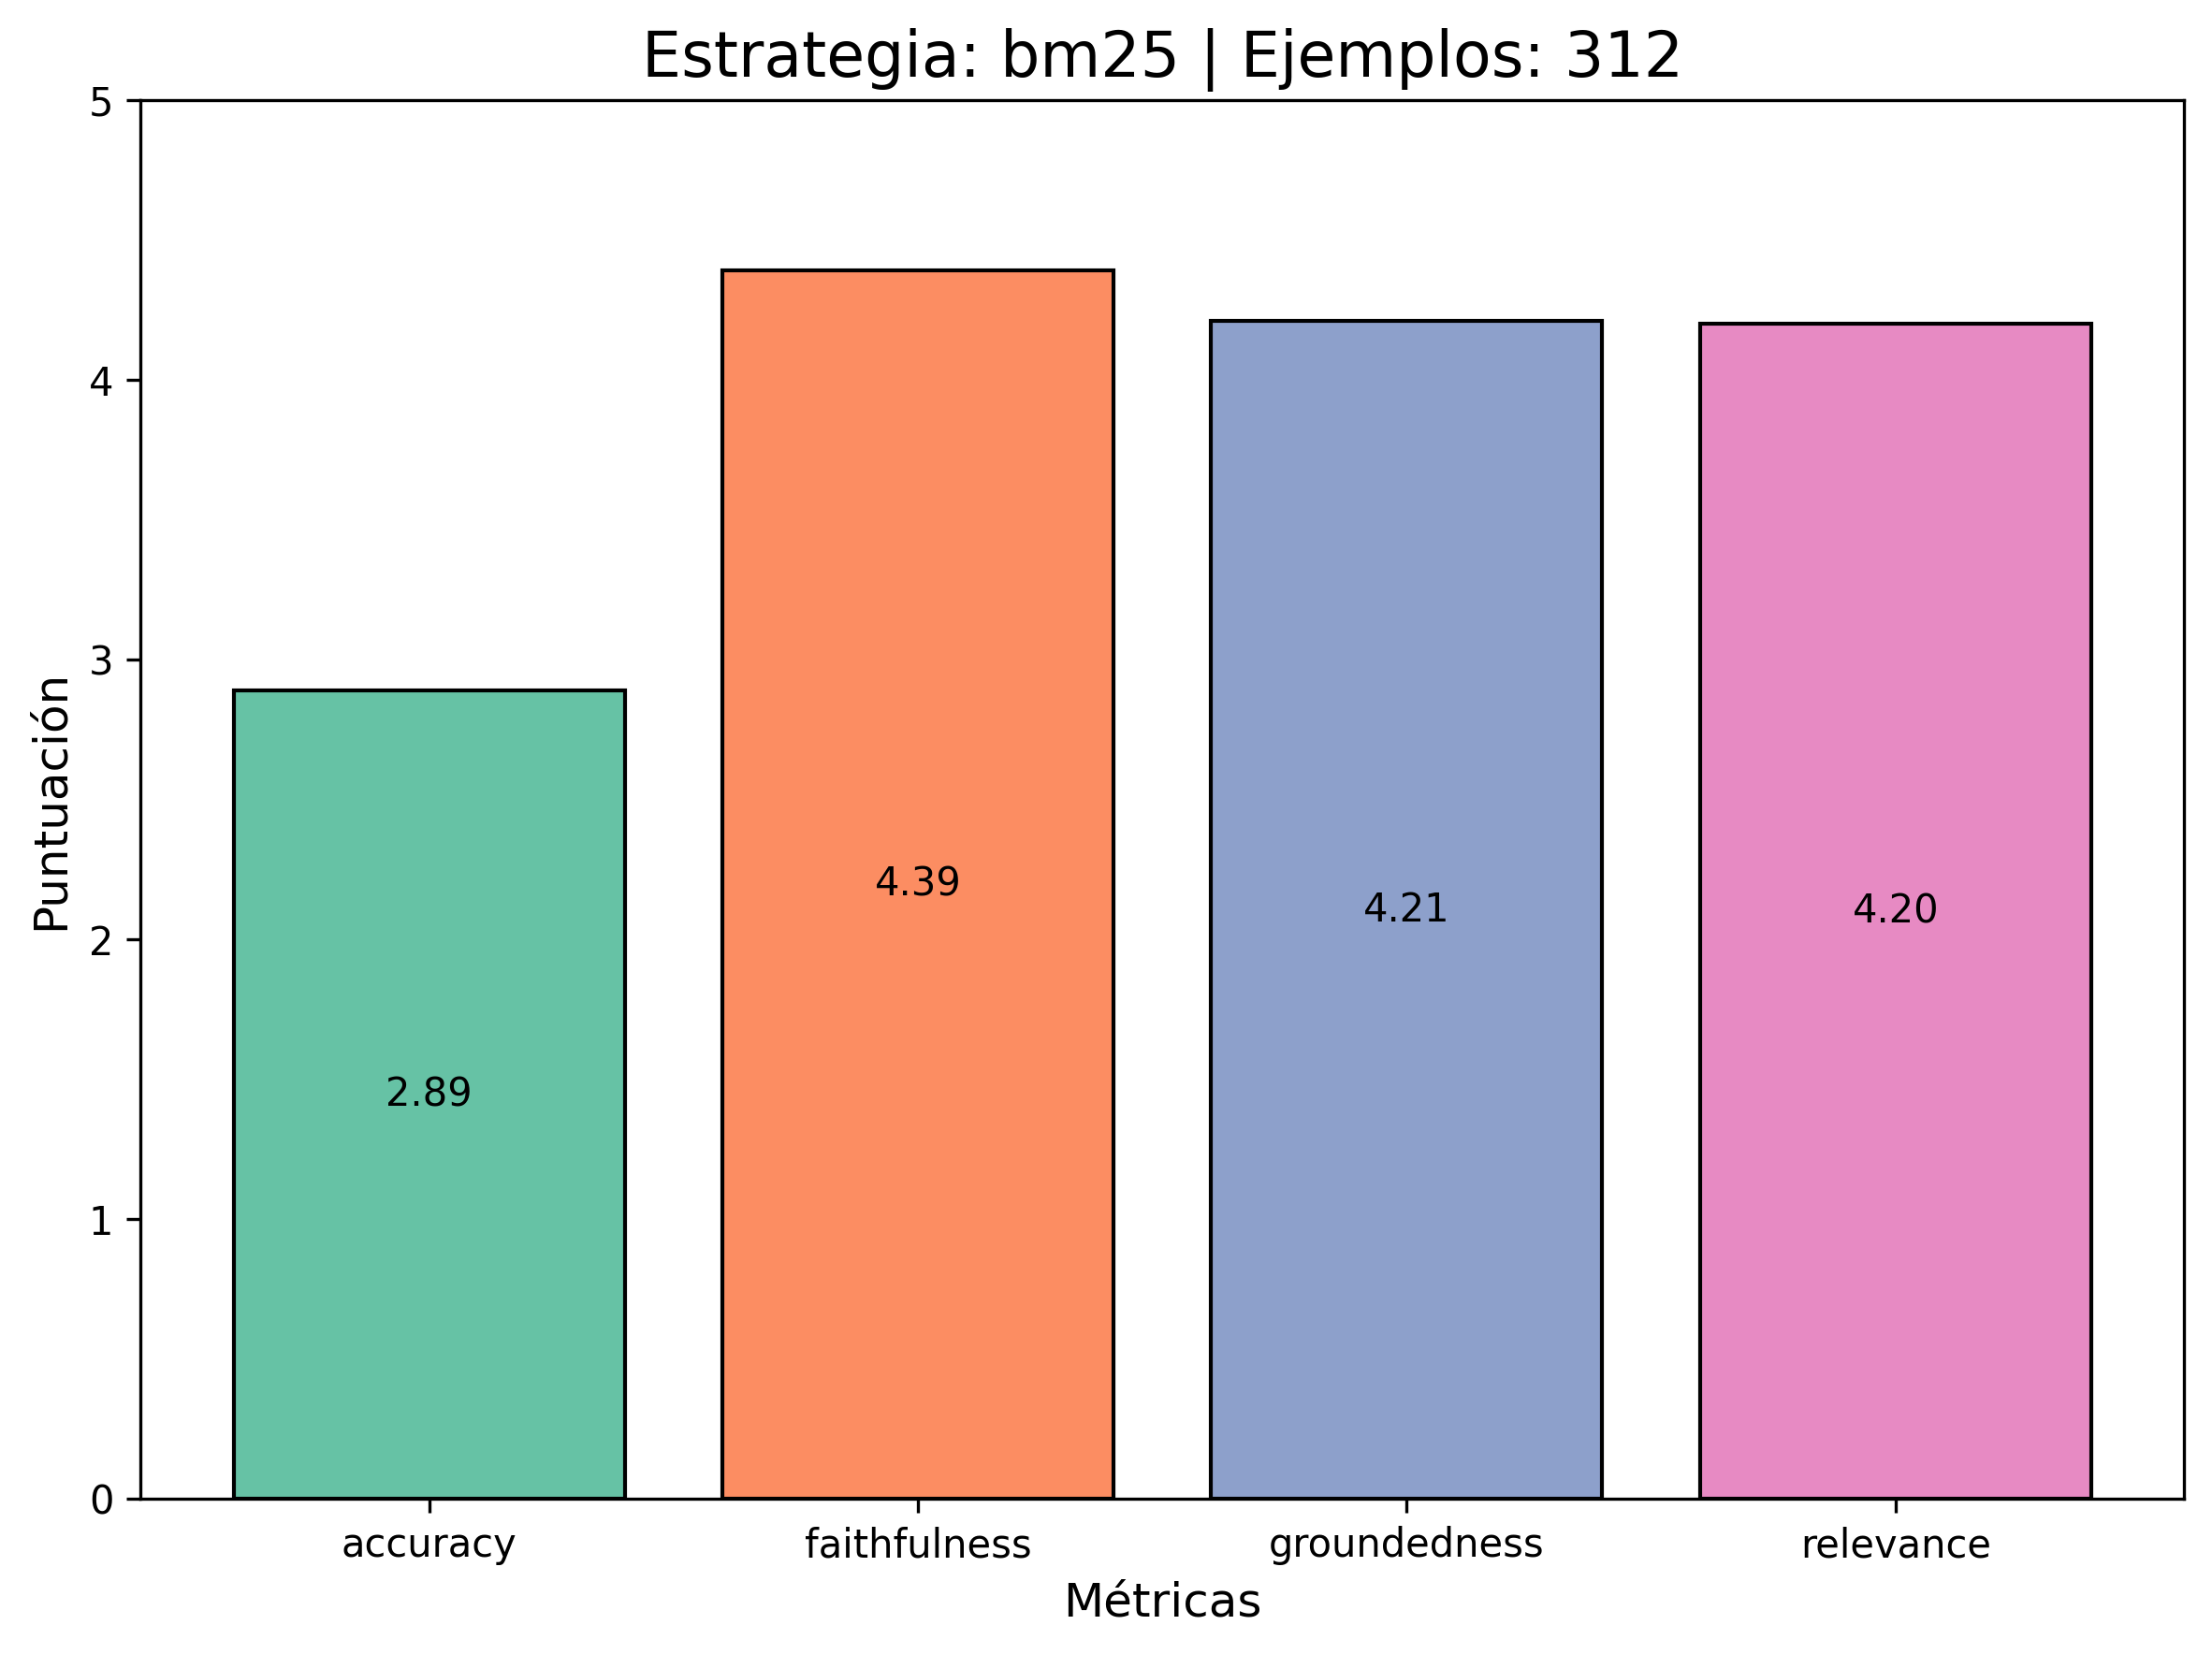 Estrategia: bm25 | Ejemplos: 312
Puntuación
5
4
3
2
1
0
2.89
4.39
4.21
4.20
accuracy
faithfulness
groundedness
relevance
Métricas